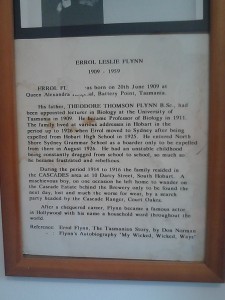 ERROL LESLIE FLYNN
1909 - 1959
ERROL FL as born on 20th June 1909 at
Queen Alexandra Hospital, Battery Point, Tasmania.
His father, THEODORE THOMSON FLYNN B.Sc., had
been appointed lecturer in Biology at the University of
Tasmania in 1909. He became Professor of Biology in 1911.
The family lived at various addresses in Hobart in the
period up to 1926 when Errol moved to Sydney after being
expelled from Hobart High School in 1925. He entered North
Shore Sydney Grammar School as a boarder only to be expelled
from there in August 1926. He had an unsettled childhood
being constantly dragged from school to school, as much so
he became frustrated and rebellious.
During the period 1914 to 1916 the family resided in
the CASCADES area at Darcy Street, South Hobart. A
mischievous boy, on one occasion he left home to wander on
the Cascade Estate behind the Brewery only to be found the
next day, lost and much the worse for wear, by a search
party headed by the Cascade Ranger, Court Oakes.
After a chequered career, Flynn became a famous actor
in Hollywood with his name a household word throughout the
world.
Reference: Errol Flynn, The Tasmanian Story, by Don Norman
Flynn's Autobiography "My Wicked, Wicked, Ways"